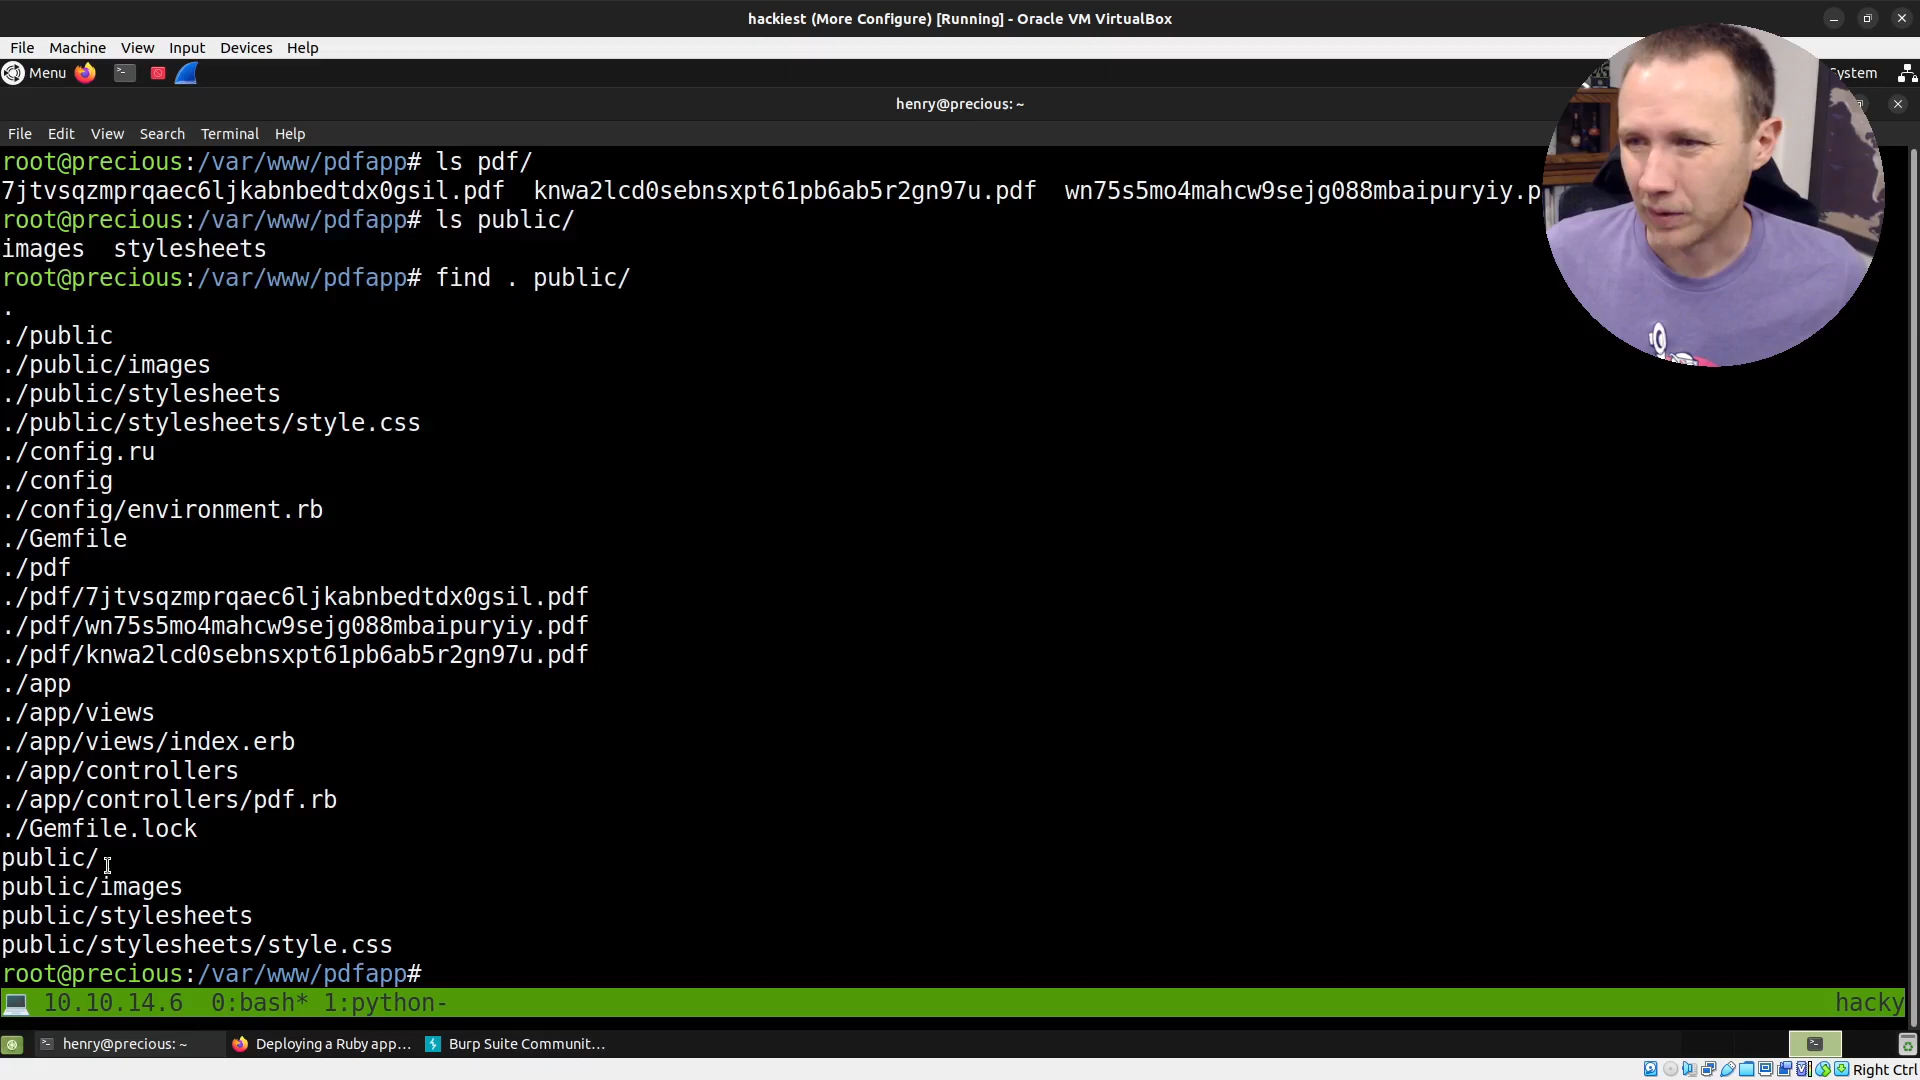 hackiest (More Configure) [Running] - Oracle VM VirtualBox
File Machine View Input Devices Help
Menu System
henry@precious: ~
File Edit View Search Terminal Help
root@precious:/var/www/pdfapp# ls pdf/
7jtvsqzmprqaec6ljkabnbedtdx0gsil.pdf knwa2lcd0sebnsxpt61pb6ab5r2gn97u.pdf wn75s5mo4mahcw9sejg088mbaipuryiy.p
root@precious:/var/www/pdfapp# ls public/
images stylesheets
root@precious:/var/www/pdfapp# find . public/
.
./public
./public/images
./public/stylesheets
./public/stylesheets/style.css
./config.ru
./config
./config/environment.rb
./Gemfile
./pdf
./pdf/7jtvsqzmprqaec6ljkabnbedtdx0gsil.pdf
./pdf/wn75s5mo4mahcw9sejg088mbaipuryiy.pdf
./pdf/knwa2lcd0sebnsxpt61pb6ab5r2gn97u.pdf
./app
./app/views
./app/views/index.erb
./app/controllers
./app/controllers/pdf.rb
./Gemfile.lock
public/
public/images
public/stylesheets
public/stylesheets/style.css
root@precious:/var/www/pdfapp#
10.10.14.6 0:bash* 1:python- hacky
henry@precious: ~ Deploying a Ruby app... Burp Suite Communit...
Right Ctrl